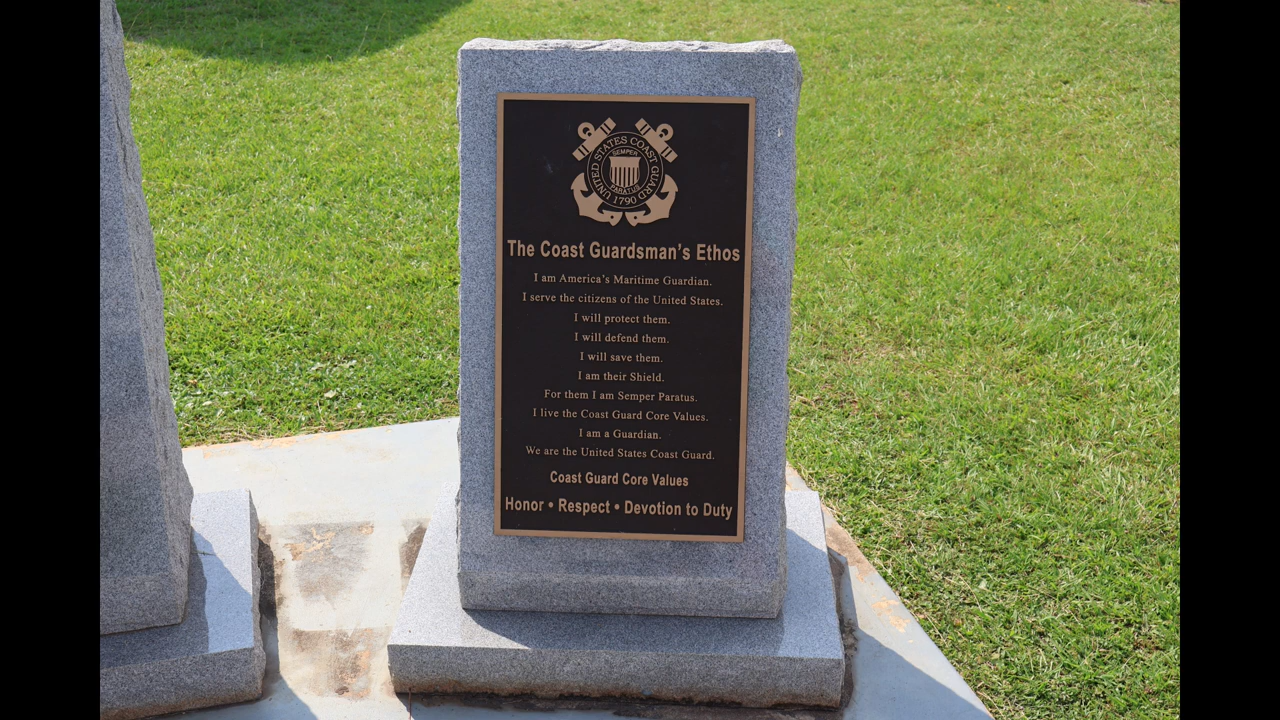 UNITED STATES COAST GUARD
SEMPER
PARATUS
1790
The Coast Guardsman's Ethos
I am America's Maritime Guardian.
I serve the citizens of the United States.
I will protect them.
I will defend them.
I will save them.
I am their Shield.
For them I am Semper Paratus.
I live the Coast Guard Core Values.
I am a Guardian.
We are the United States Coast Guard.
Coast Guard Core Values
Honor • Respect • Devotion to Duty